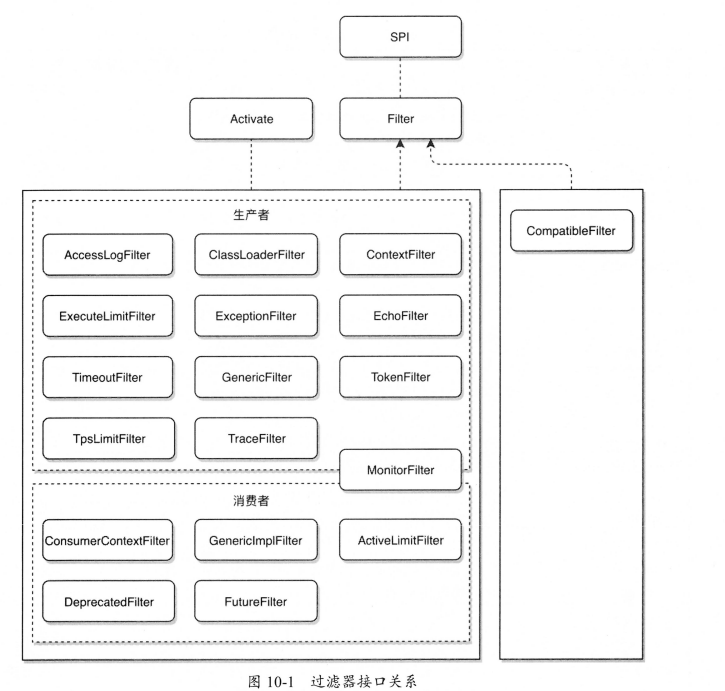 SPI
Activate
Filter
生产者
AccessLogFilter
ClassLoaderFilter
ContextFilter
CompatibleFilter
ExecuteLimitFilter
ExceptionFilter
EchoFilter
TimeoutFilter
GenericFilter
TokenFilter
TpsLimitFilter
TraceFilter
MonitorFilter
消费者
ConsumerContextFilter
GenericImplFilter
ActiveLimitFilter
DeprecatedFilter
FutureFilter
图 10-1 过滤器接口关系